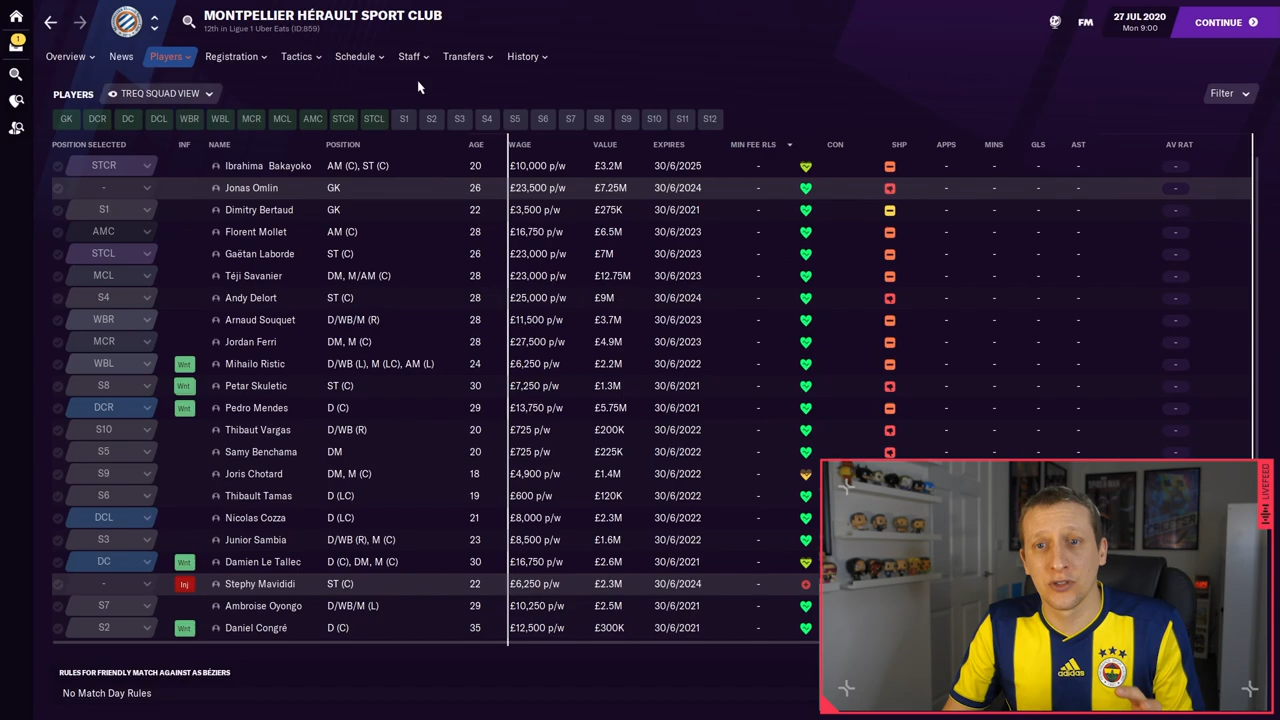 MONTPELLIER HÉRAULT SPORT CLUB
12th in Ligue 1 Uber Eats (ID:859)
FM
27 JUL 2020
Mon 9:00
CONTINUE
1
Overview News Players Registration Tactics Schedule Staff Transfers History
PLAYERS TREQ SQUAD VIEW Filter
GK DCR DC DCL WBR WBL MCR MCL AMC STCR STCL S1 S2 S3 S4 S5 S6 S7 S8 S9 S10 S11 S12
POSITION SELECTED INF NAME POSITION AGE WAGE VALUE EXPIRES MIN FEE RLS CON SHP APPS MINS GLS AST AV RAT
STCR Ibrahima Bakayoko AM (C), ST (C) 20 £10,000 p/w £3.2M 30/6/2025 - - - - - -
- Jonas Omlin GK 26 £23,500 p/w £7.25M 30/6/2024 - - - - - -
S1 Dimitry Bertaud GK 22 £3,500 p/w £275K 30/6/2021 - - - - - -
AMC Florent Mollet AM (C) 28 £16,750 p/w £6.5M 30/6/2023 - - - - - -
STCL Gaëtan Laborde ST (C) 26 £23,000 p/w £7M 30/6/2023 - - - - - -
MCL Téji Savanier DM, M/AM (C) 28 £23,000 p/w £12.75M 30/6/2023 - - - - - -
S4 Andy Delort ST (C) 28 £25,000 p/w £9M 30/6/2024 - - - - - -
WBR Arnaud Souquet D/WB/M (R) 28 £11,500 p/w £3.7M 30/6/2023 - - - - - -
MCR Jordan Ferri DM, M (C) 28 £27,500 p/w £4.9M 30/6/2023 - - - - - -
WBL Wnt Mihailo Ristic D/WB (L), M (LC), AM (L) 24 £6,250 p/w £2.2M 30/6/2022 - - - - - -
S8 Wnt Petar Skuletic ST (C) 30 £7,250 p/w £1.3M 30/6/2021 - - - - - -
DCR Wnt Pedro Mendes D (C) 29 £13,750 p/w £5.75M 30/6/2021 - - - - - -
S10 Thibaut Vargas D/WB (R) 20 £725 p/w £200K 30/6/2022 - - - - - -
S5 Samy Benchama DM 20 £725 p/w £225K 30/6/2022 - - - - - -
S9 Joris Chotard DM, M (C) 18 £4,900 p/w £1.4M 30/6/2022 -
S6 Thibault Tamas D (LC) 19 £600 p/w £120K 30/6/2022 -
DCL Nicolas Cozza D (LC) 21 £8,000 p/w £2.3M 30/6/2022 -
S3 Junior Sambia D/WB (R), M (C) 23 £8,500 p/w £1.6M 30/6/2022 -
DC Wnt Damien Le Tallec D (C), DM, M (C) 30 £16,750 p/w £2.6M 30/6/2021 -
- Inj Stephy Mavididi ST (C) 22 £6,250 p/w £2.3M 30/6/2024 -
S7 Ambroise Oyongo D/WB/M (L) 29 £10,250 p/w £2.5M 30/6/2021 -
S2 Wnt Daniel Congré D (C) 35 £12,500 p/w £300K 30/6/2021 -
RULES FOR FRIENDLY MATCH AGAINST AS BÉZIERS
No Match Day Rules
LIVEFEED
adidas